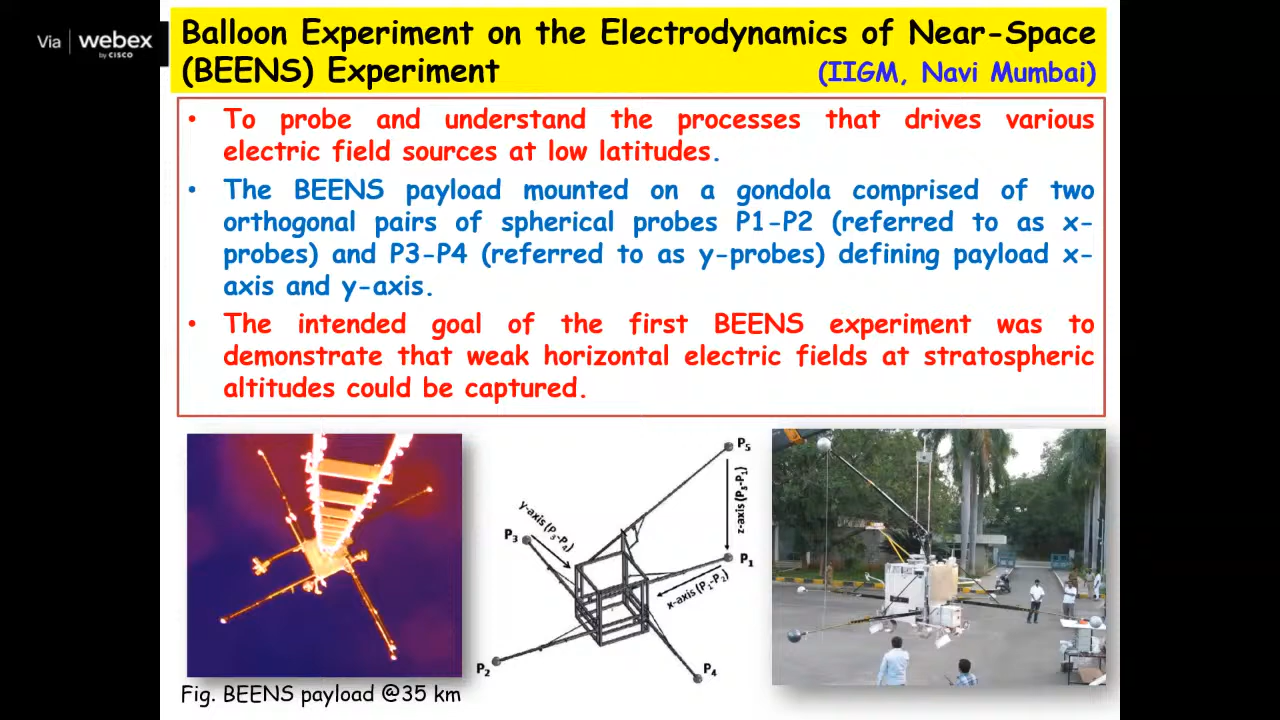 Via webex
by CISCO
Balloon Experiment on the Electrodynamics of Near-Space
(BEENS) Experiment (IIGM, Navi Mumbai)
• To probe and understand the processes that drives various
electric field sources at low latitudes.
• The BEENS payload mounted on a gondola comprised of two
orthogonal pairs of spherical probes P1-P2 (referred to as x-
probes) and P3-P4 (referred to as y-probes) defining payload x-
axis and y-axis.
• The intended goal of the first BEENS experiment was to
demonstrate that weak horizontal electric fields at stratospheric
altitudes could be captured.
P₅
z-axis (P₅-P₁)
y-axis (P₃-P₄)
P₃
P₁
x-axis (P₁-P₂)
P₂
P₄
Fig. BEENS payload @35 km